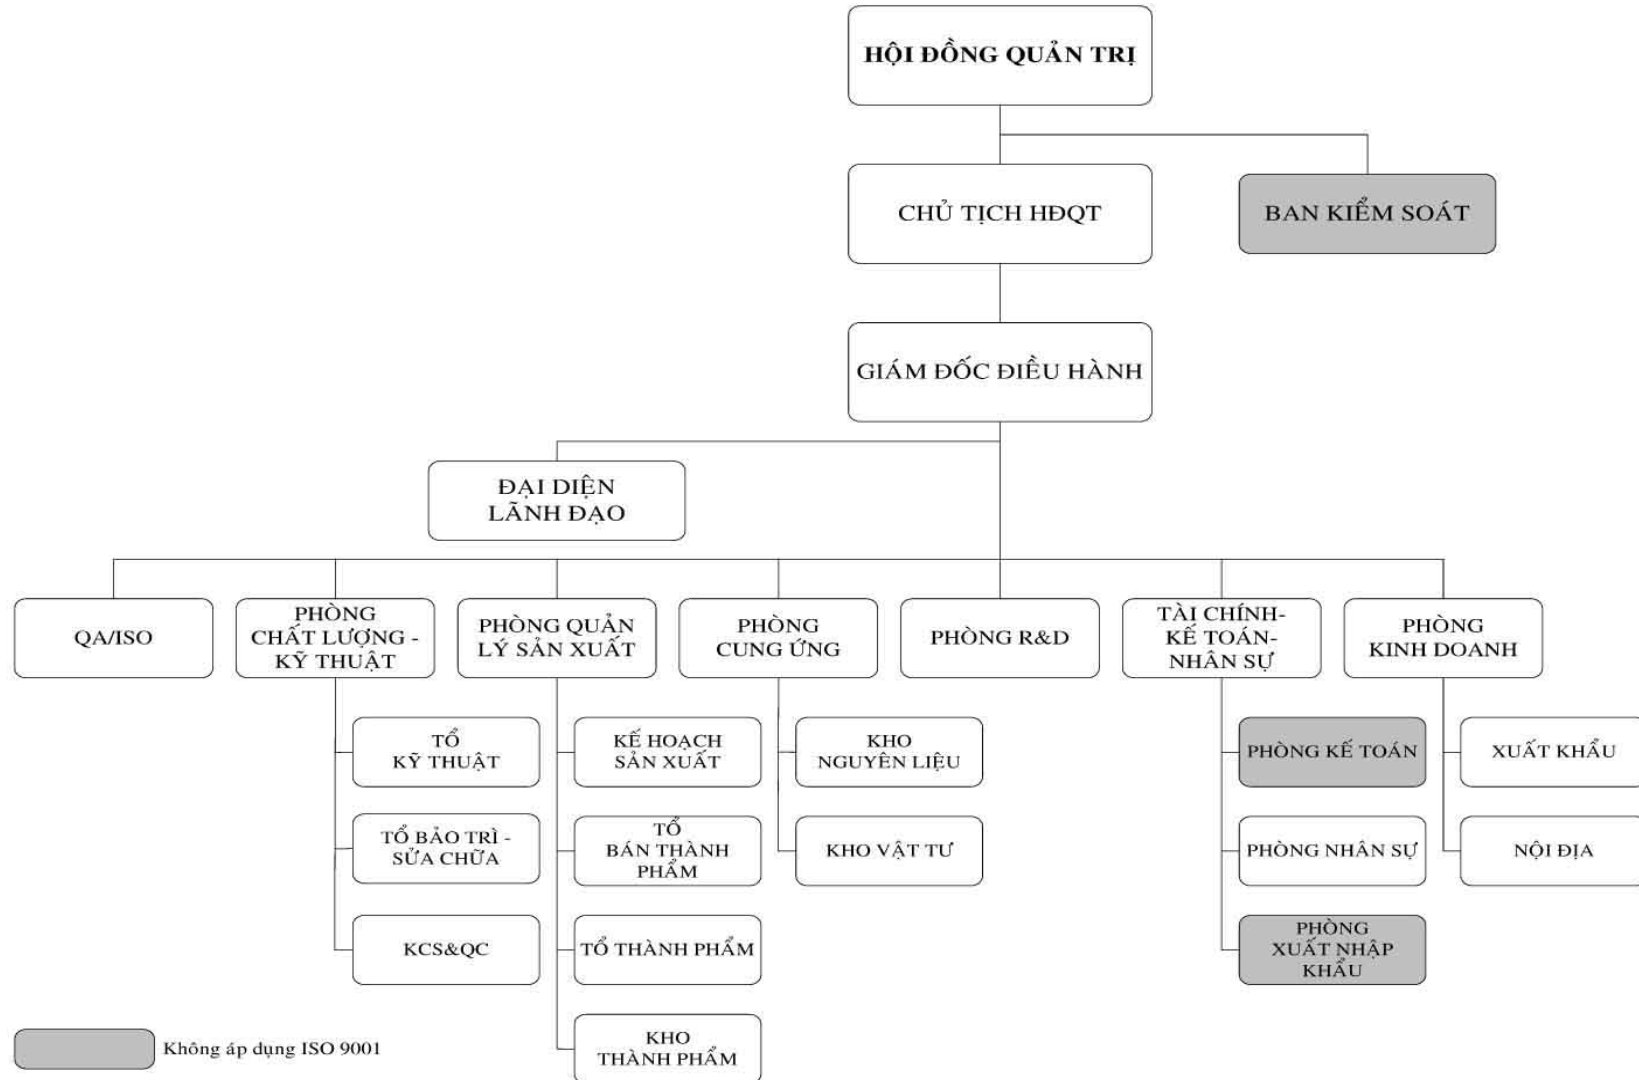 HỘI ĐỒNG QUẢN TRỊ
CHỦ TỊCH HĐQT
BAN KIỂM SOÁT
GIÁM ĐỐC ĐIỀU HÀNH
ĐẠI DIỆN
LÃNH ĐẠO
QA/ISO
PHÒNG
CHẤT LƯỢNG -
KỸ THUẬT
PHÒNG QUẢN
LÝ SẢN XUẤT
PHÒNG
CUNG ỨNG
PHÒNG R&D
TÀI CHÍNH-
KẾ TOÁN-
NHÂN SỰ
PHÒNG
KINH DOANH
TỔ
KỸ THUẬT
KẾ HOẠCH
SẢN XUẤT
KHO
NGUYÊN LIỆU
PHÒNG KẾ TOÁN
XUẤT KHẨU
TỔ BẢO TRÌ -
SỬA CHỮA
TỔ
BÁN THÀNH
PHẨM
KHO VẬT TƯ
PHÒNG NHÂN SỰ
NỘI ĐỊA
KCS&QC
TỔ THÀNH PHẨM
PHÒNG
XUẤT NHẬP
KHẨU
KHO
THÀNH PHẨM
Không áp dụng ISO 9001